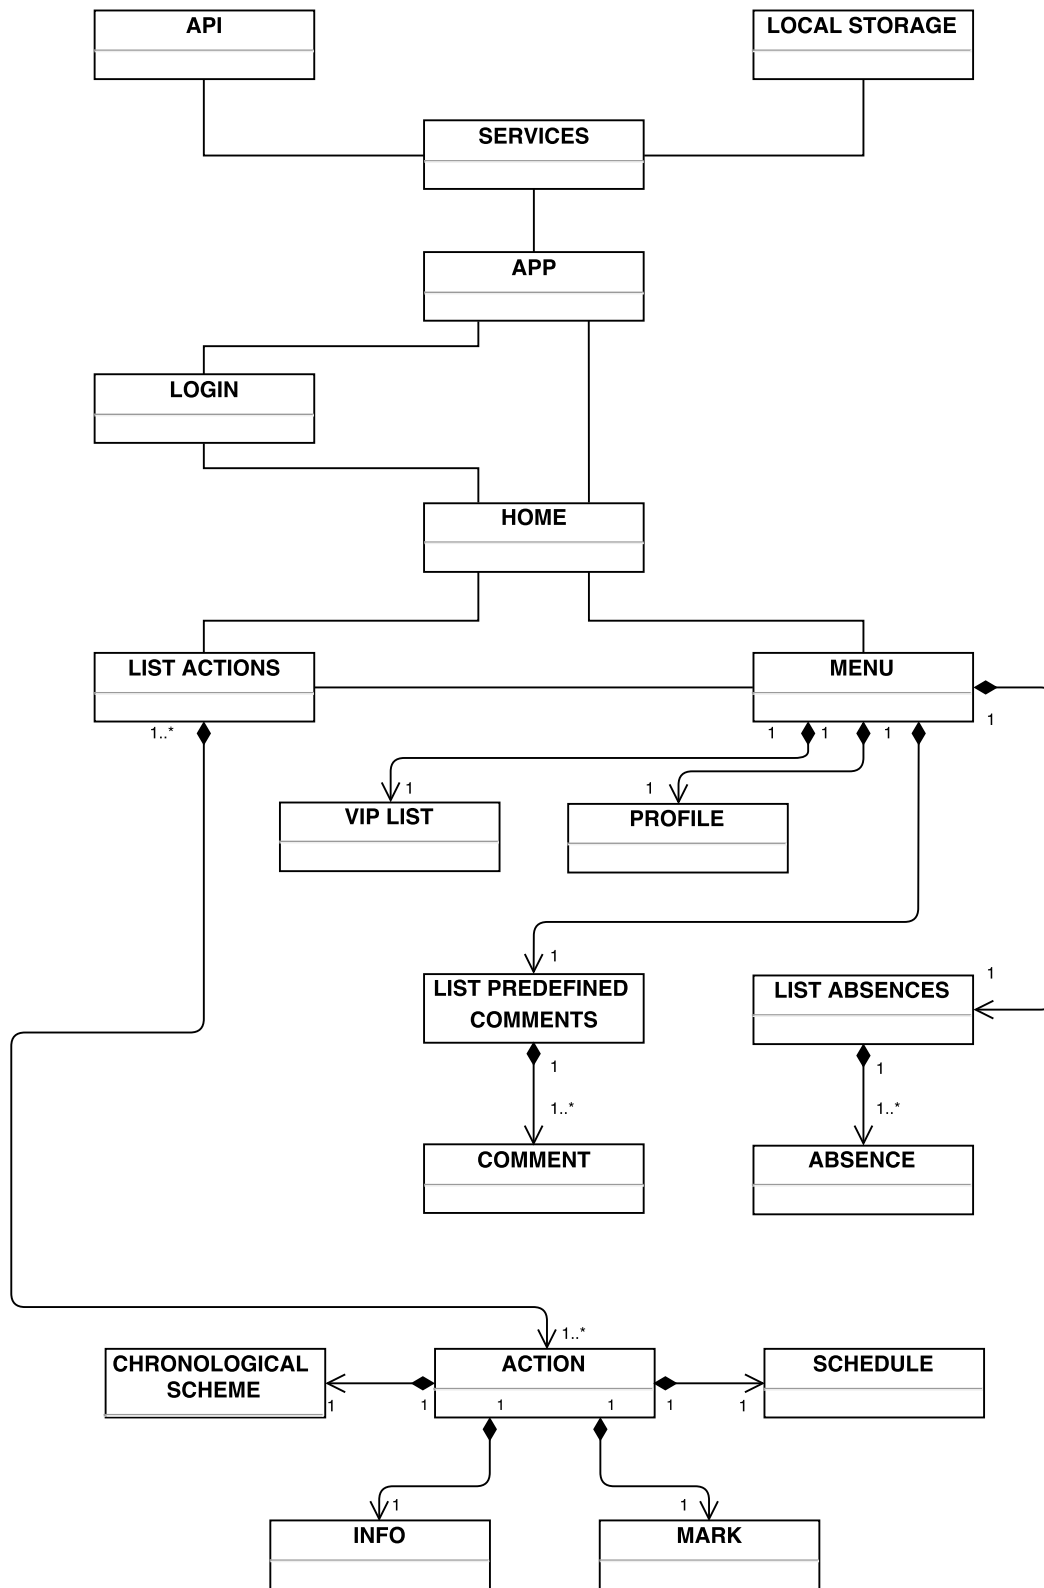 API
LOCAL STORAGE
SERVICES
APP
LOGIN
HOME
LIST ACTIONS
MENU
1..*
1
1
1
1
1
1
VIP LIST
PROFILE
1
1
LIST PREDEFINED
COMMENTS
LIST ABSENCES
1
1
1..*
1..*
COMMENT
ABSENCE
1..*
CHRONOLOGICAL
SCHEME
ACTION
SCHEDULE
1
1
1
1
1
1
1
1
INFO
MARK